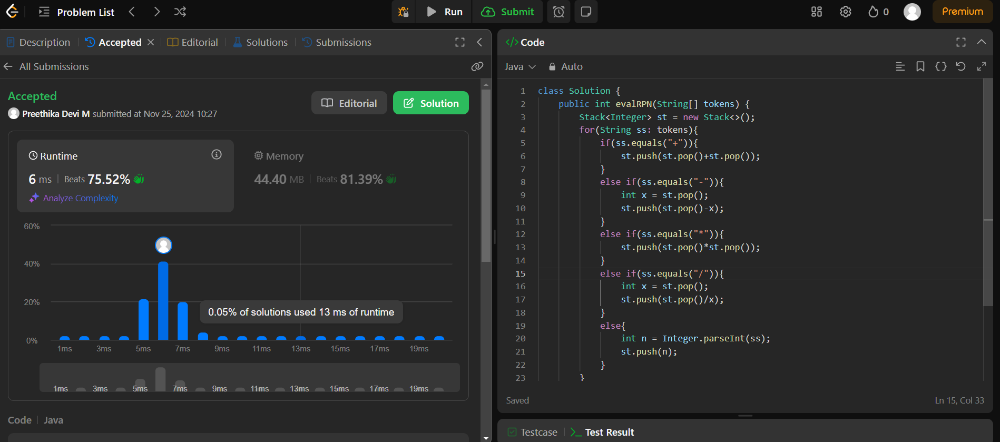 Problem List
Run
Submit
0
Premium
Description
Accepted
Editorial
Solutions
Submissions
All Submissions
Accepted
Preethika Devi M submitted at Nov 25, 2024 10:27
Editorial
Solution
Runtime
6 ms | Beats 75.52%
Analyze Complexity
Memory
44.40 MB | Beats 81.39%
60%
40%
20%
0%
0.05% of solutions used 13 ms of runtime
1ms 3ms 5ms 7ms 9ms 11ms 13ms 15ms 17ms 19ms
1ms 3ms 5ms 7ms 9ms 11ms 13ms 15ms 17ms 19ms
Code | Java
</> Code
Java
Auto
1 class Solution {
2 public int evalRPN(String[] tokens) {
3 Stack<Integer> st = new Stack<>();
4 for(String ss: tokens){
5 if(ss.equals("+")){
6 st.push(st.pop()+st.pop());
7 }
8 else if(ss.equals("-")){
9 int x = st.pop();
10 st.push(st.pop()-x);
11 }
12 else if(ss.equals("*")){
13 st.push(st.pop()*st.pop());
14 }
15 else if(ss.equals("/")){
16 int x = st.pop();
17 st.push(st.pop()/x);
18 }
19 else{
20 int n = Integer.parseInt(ss);
21 st.push(n);
22 }
23 }
Saved
Ln 15, Col 33
Testcase
Test Result